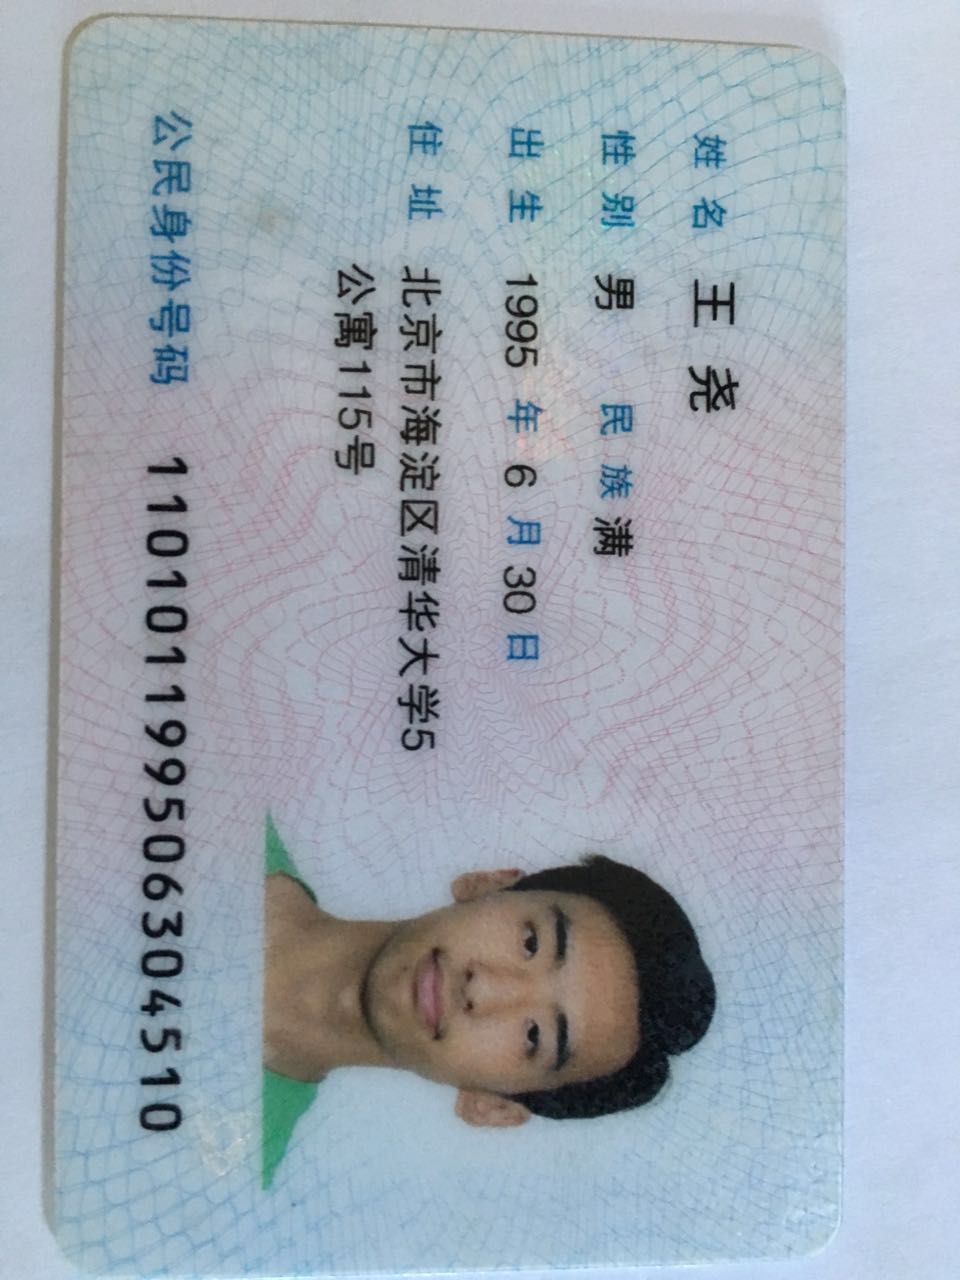 姓名 王尧
性别 男 民族 满
出生 1995 年 6 月 30 日
住址 北京市海淀区清华大学5
公寓115号
公民身份号码 110101199506304510